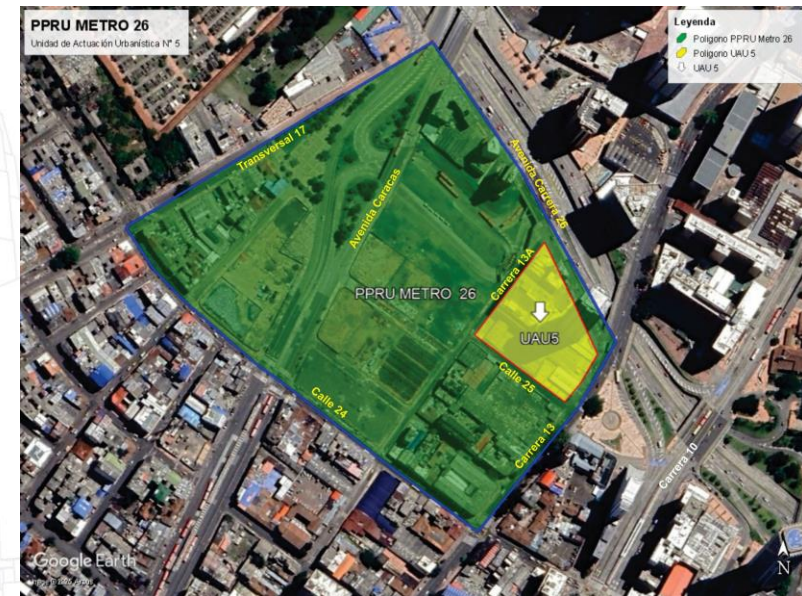 PPRU METRO 26
Unidad de Actuación Urbanística N° 5
Leyenda
Poligono PPRU Metro 26
Poligono UAU 5
UAU 5
Transversal 17
Avenida Carrera 26
Avenida Caracas
Carrera 13A
PPRU METRO 26
UAU5
Calle 25
Calle 24
Carrera 13
Carrera 10
Google Earth
N